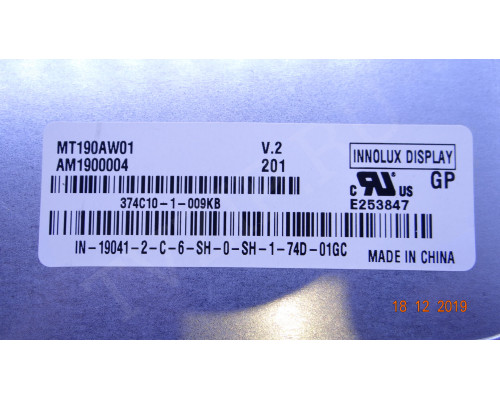 MT190AW01 V.2
AM1900004 201
INNOLUX DISPLAY
c RU US GP
E253847
374C10-1-009KB
IN-19041-2-C-6-SH-0-SH-1-74D-01GC
MADE IN CHINA
18 12 2019